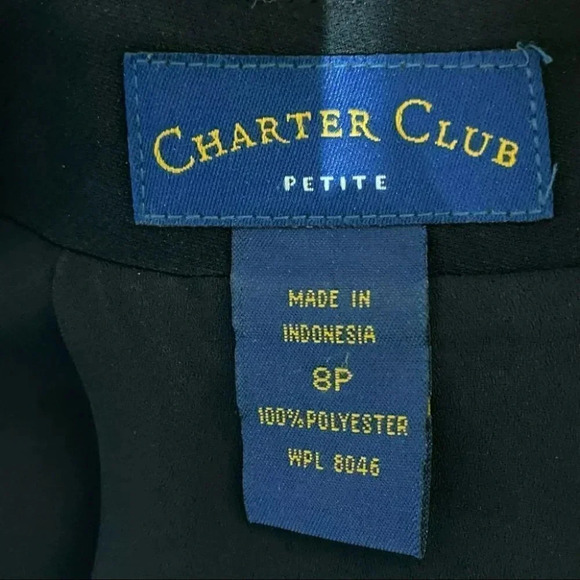 CHARTER CLUB
PETITE
MADE IN
INDONESIA
8P
100%POLYESTER
WPL 8046